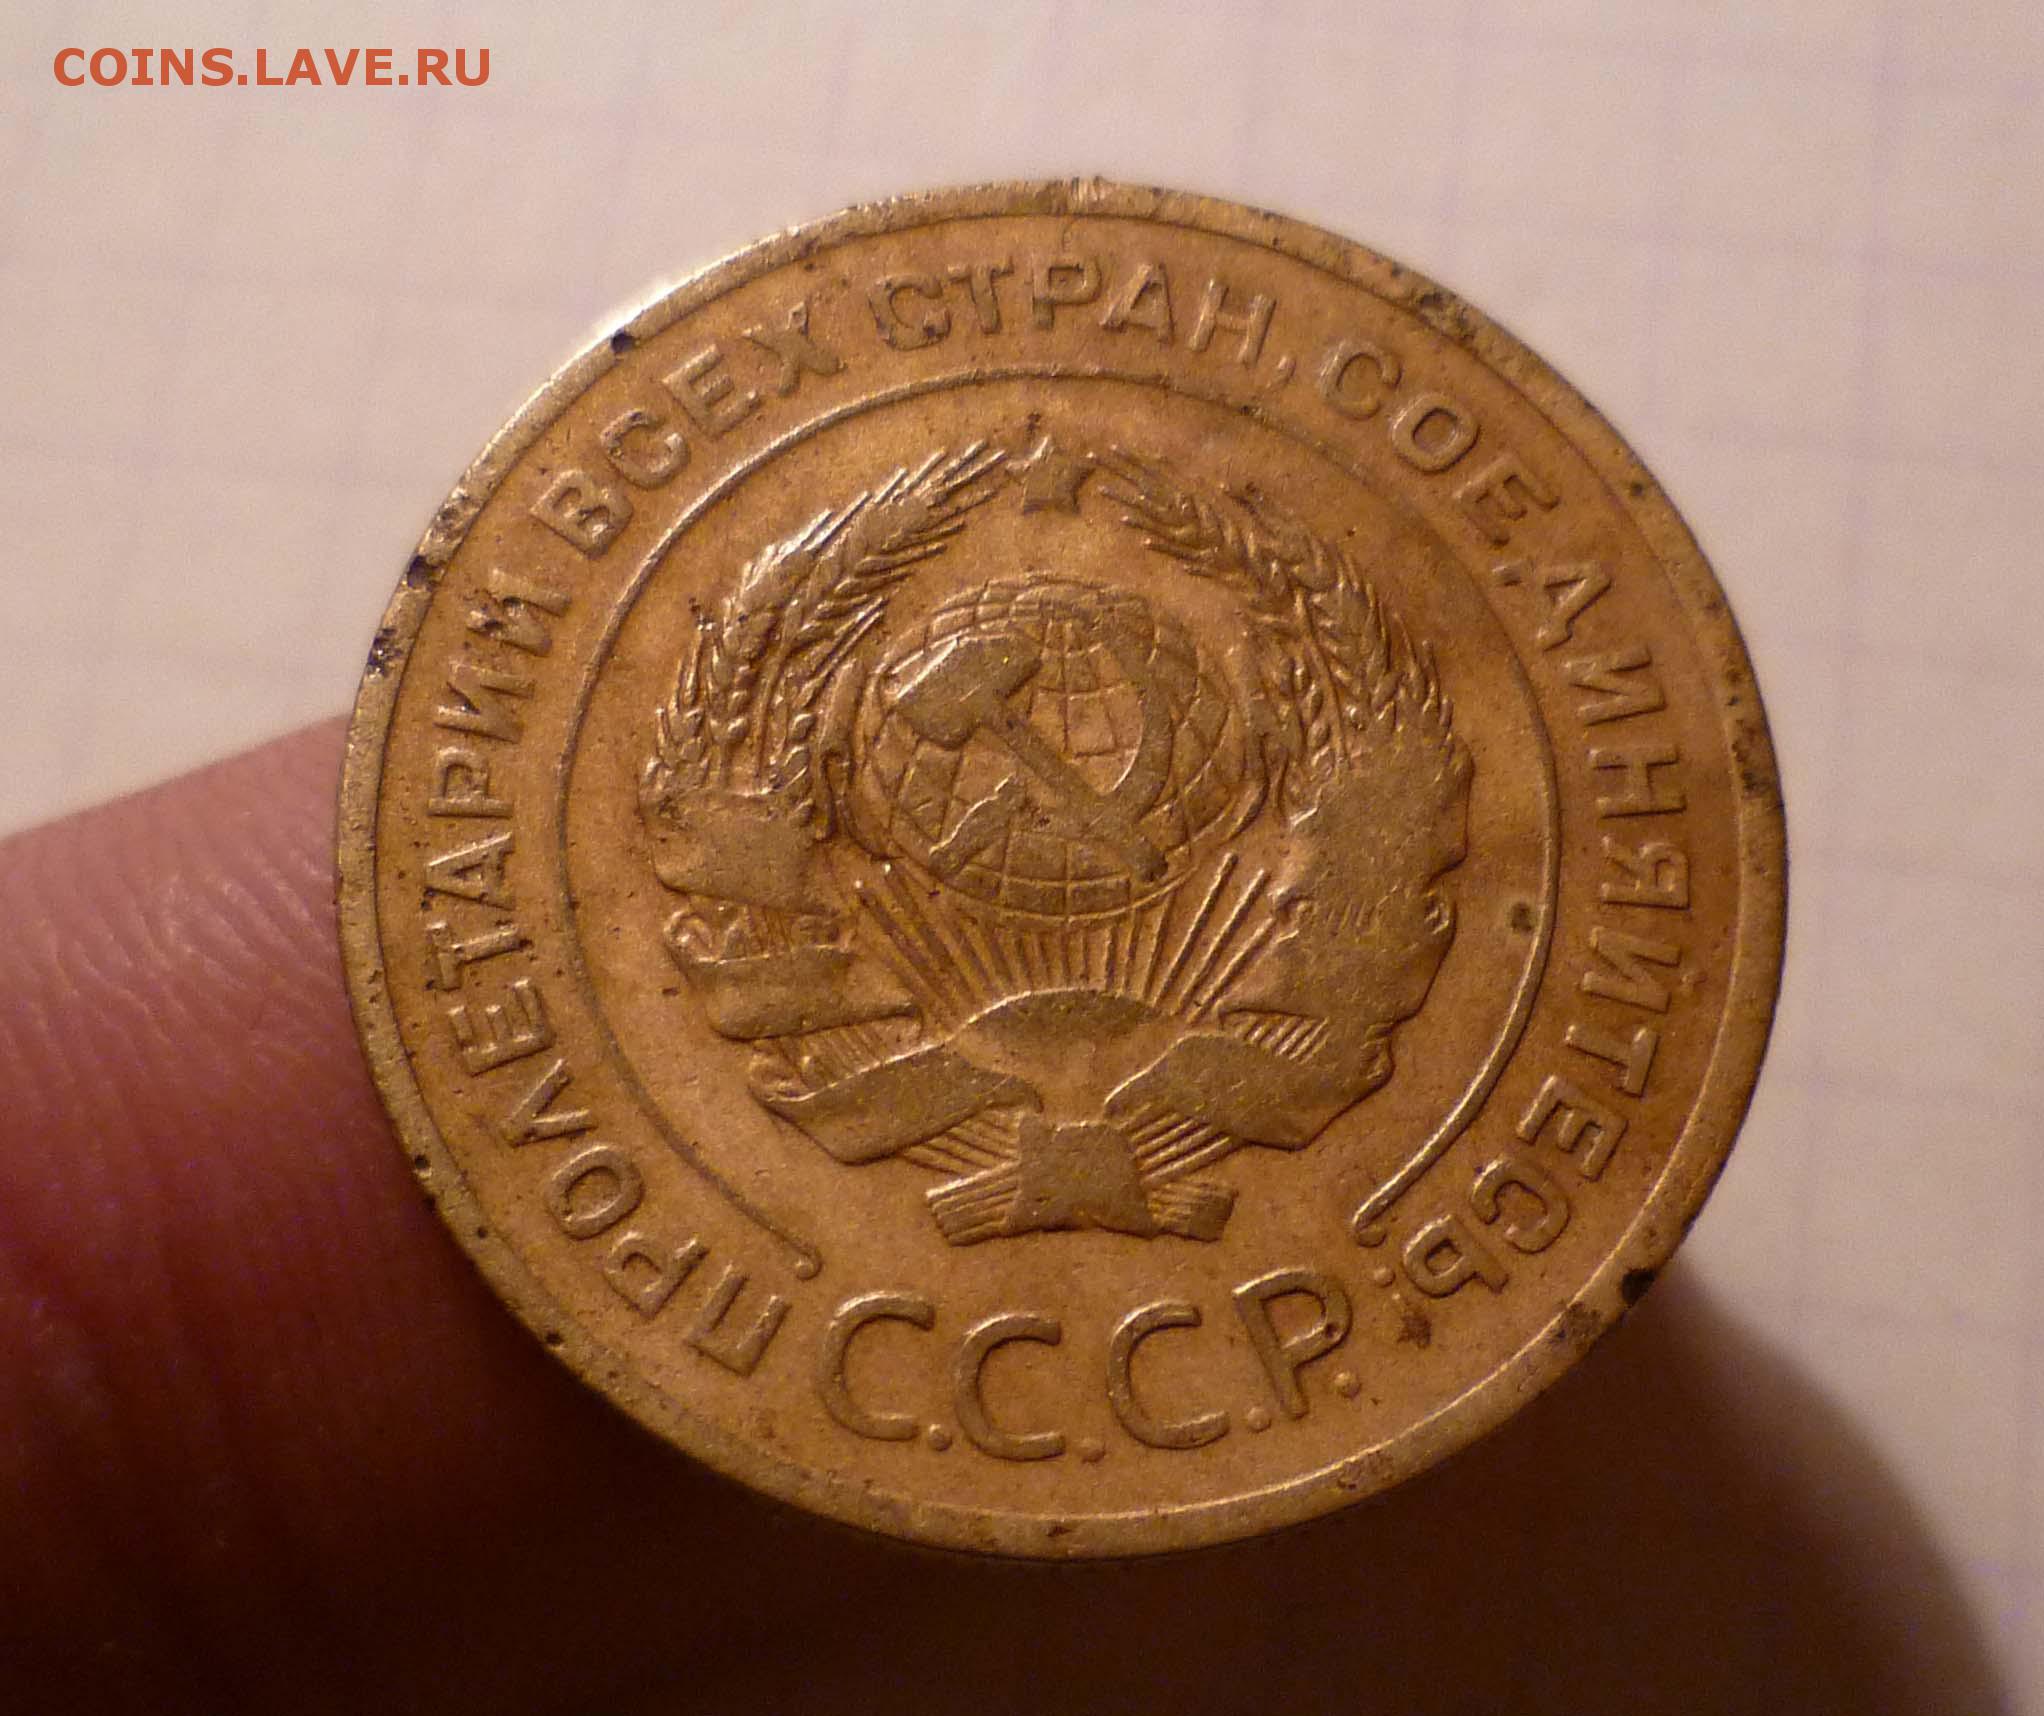 COINS.LAVE.RU
ПРОЛЕТАРИИ ВСЕХ СТРАН, СОЕДИНЯЙТЕСЬ!
С.С.С.Р.